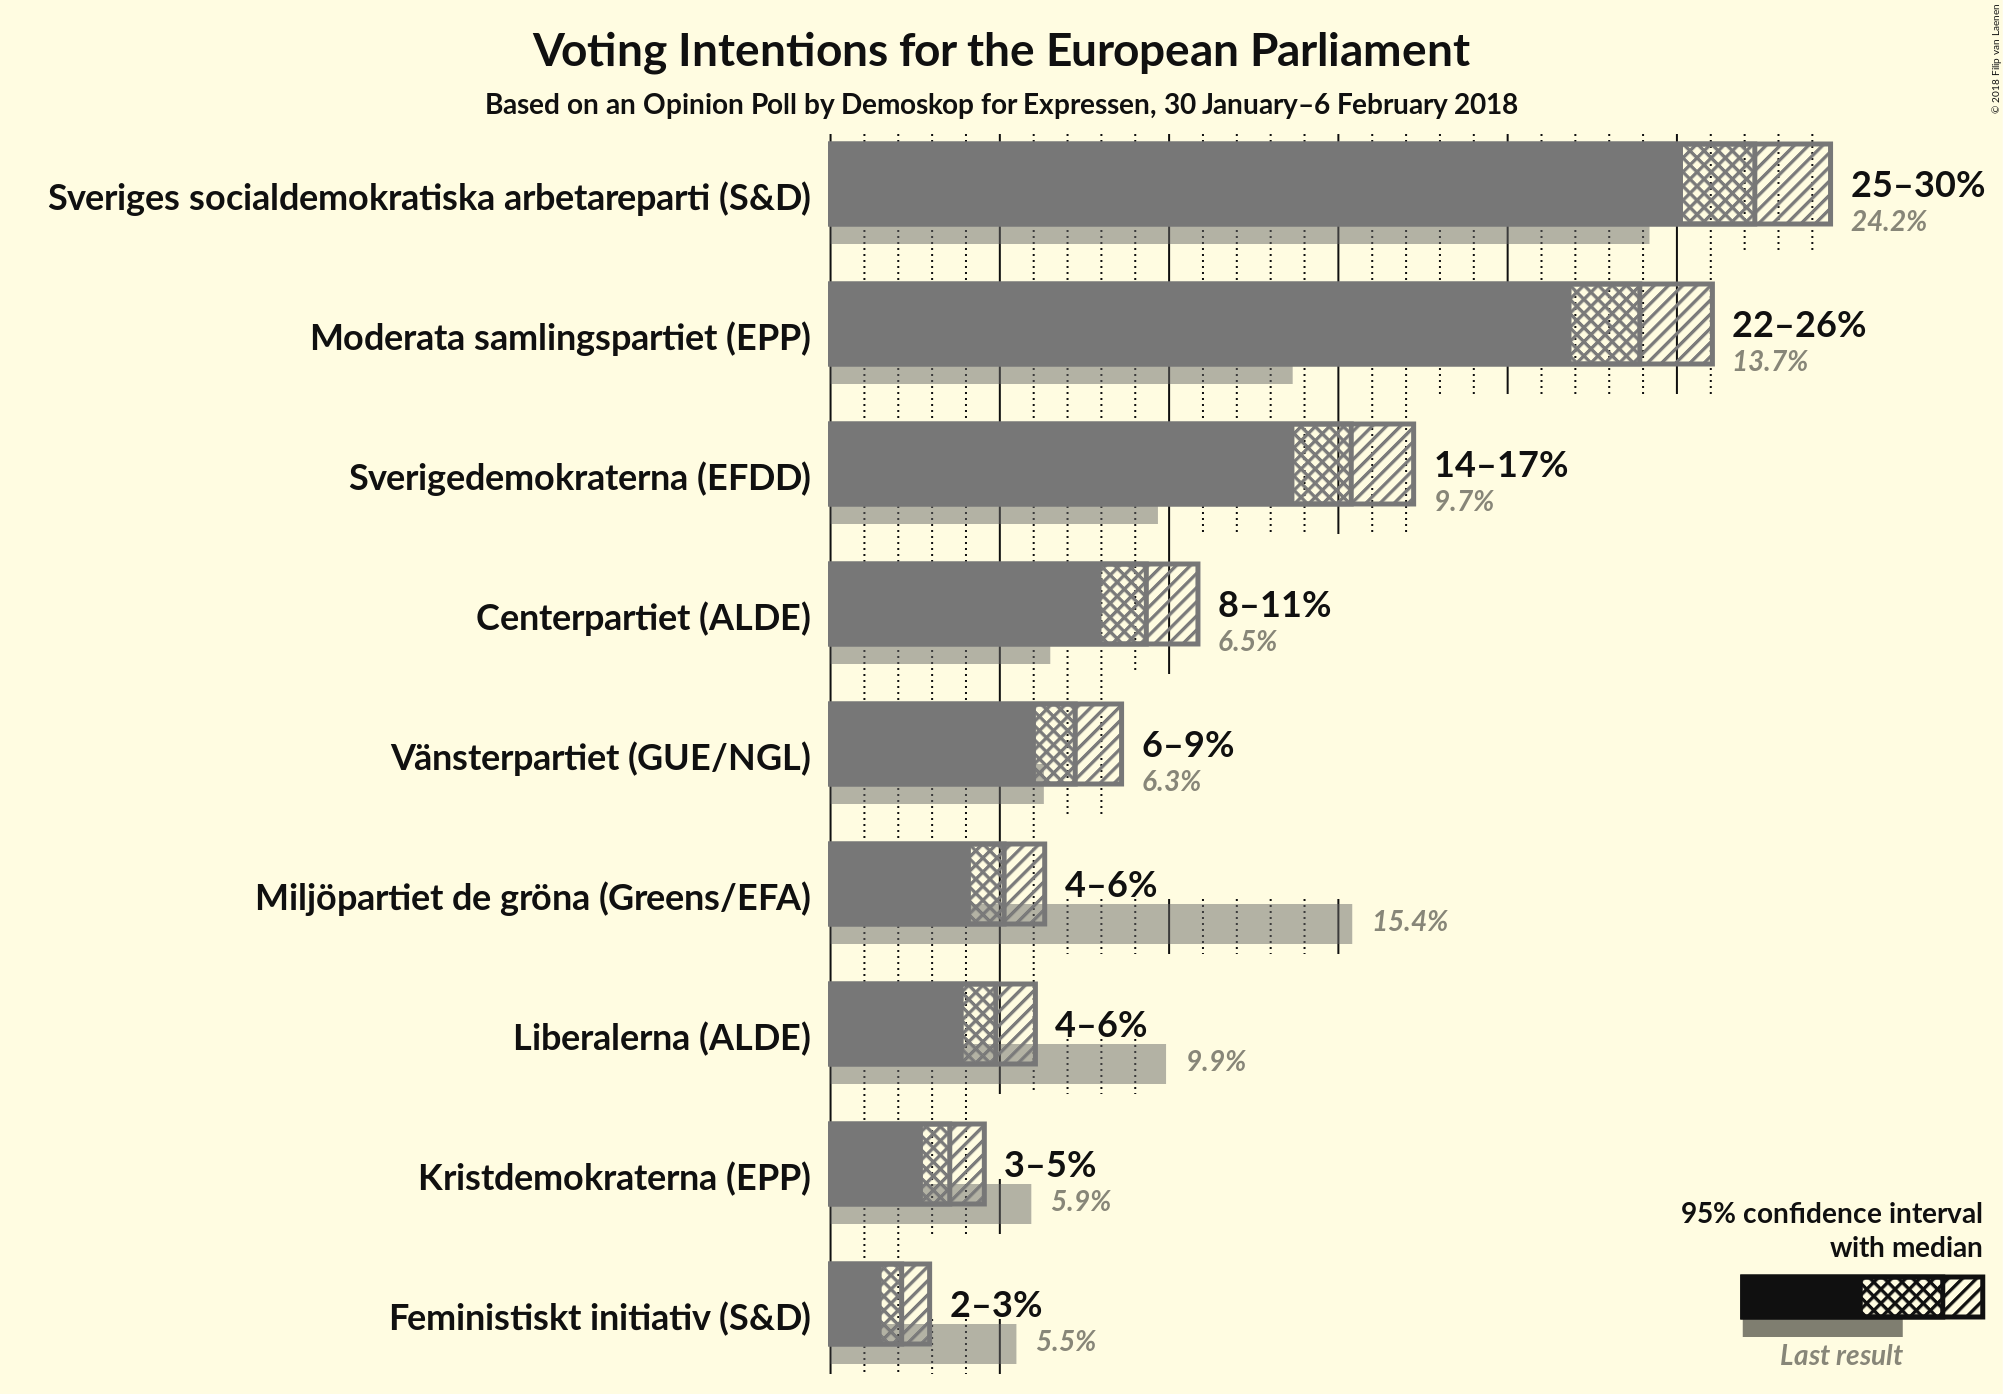 Voting Intentions for the European Parliament
Based on an Opinion Poll by Demoskop for Expressen, 30 January–6 February 2018
© 2018 Filip van Laenen
Sveriges socialdemokratiska arbetareparti (S&D)
25–30%
24.2%
Moderata samlingspartiet (EPP)
22–26%
13.7%
Sverigedemokraterna (EFDD)
14–17%
9.7%
Centerpartiet (ALDE)
8–11%
6.5%
Vänsterpartiet (GUE/NGL)
6–9%
6.3%
Miljöpartiet de gröna (Greens/EFA)
4–6%
15.4%
Liberalerna (ALDE)
4–6%
9.9%
Kristdemokraterna (EPP)
3–5%
5.9%
Feministiskt initiativ (S&D)
2–3%
5.5%
95% confidence interval
with median
Last result